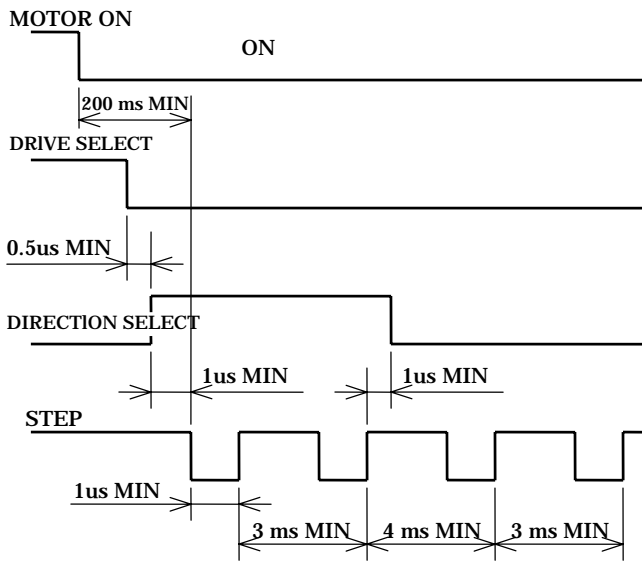 MOTOR ON
ON
200 ms MIN
DRIVE SELECT
0.5us MIN
DIRECTION SELECT
1us MIN
1us MIN
STEP
1us MIN
3 ms MIN
4 ms MIN
3 ms MIN